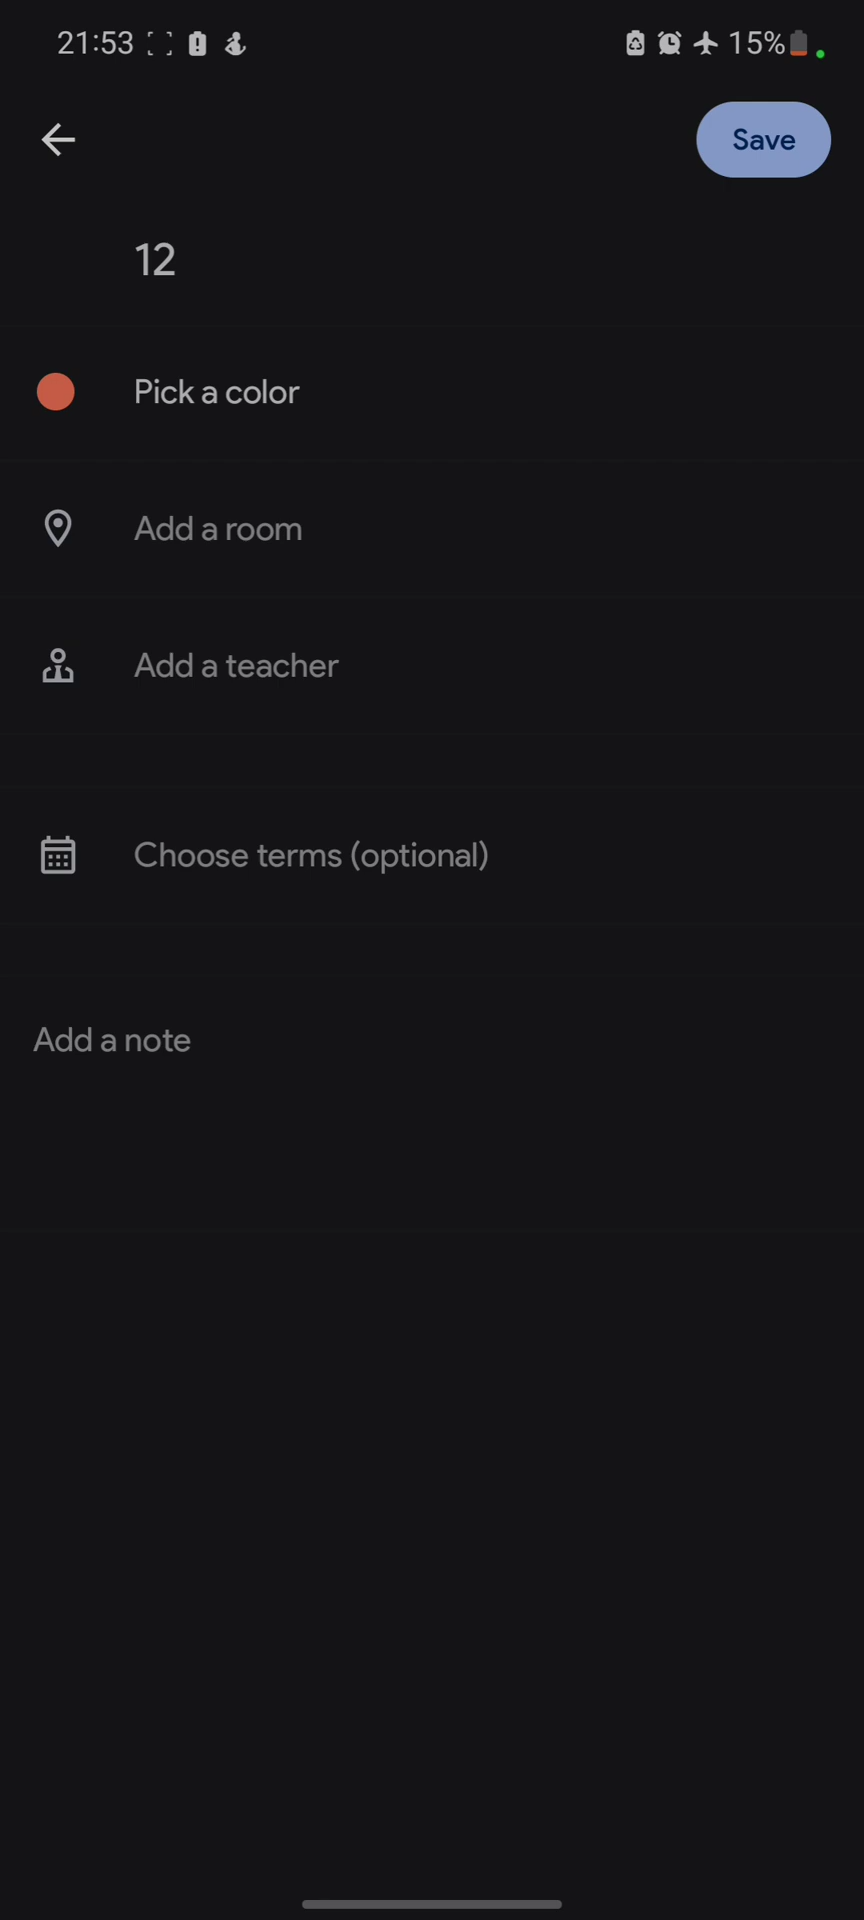 21:53
15%
Save
12
Pick a color
Add a room
Add a teacher
Choose terms (optional)
Add a note